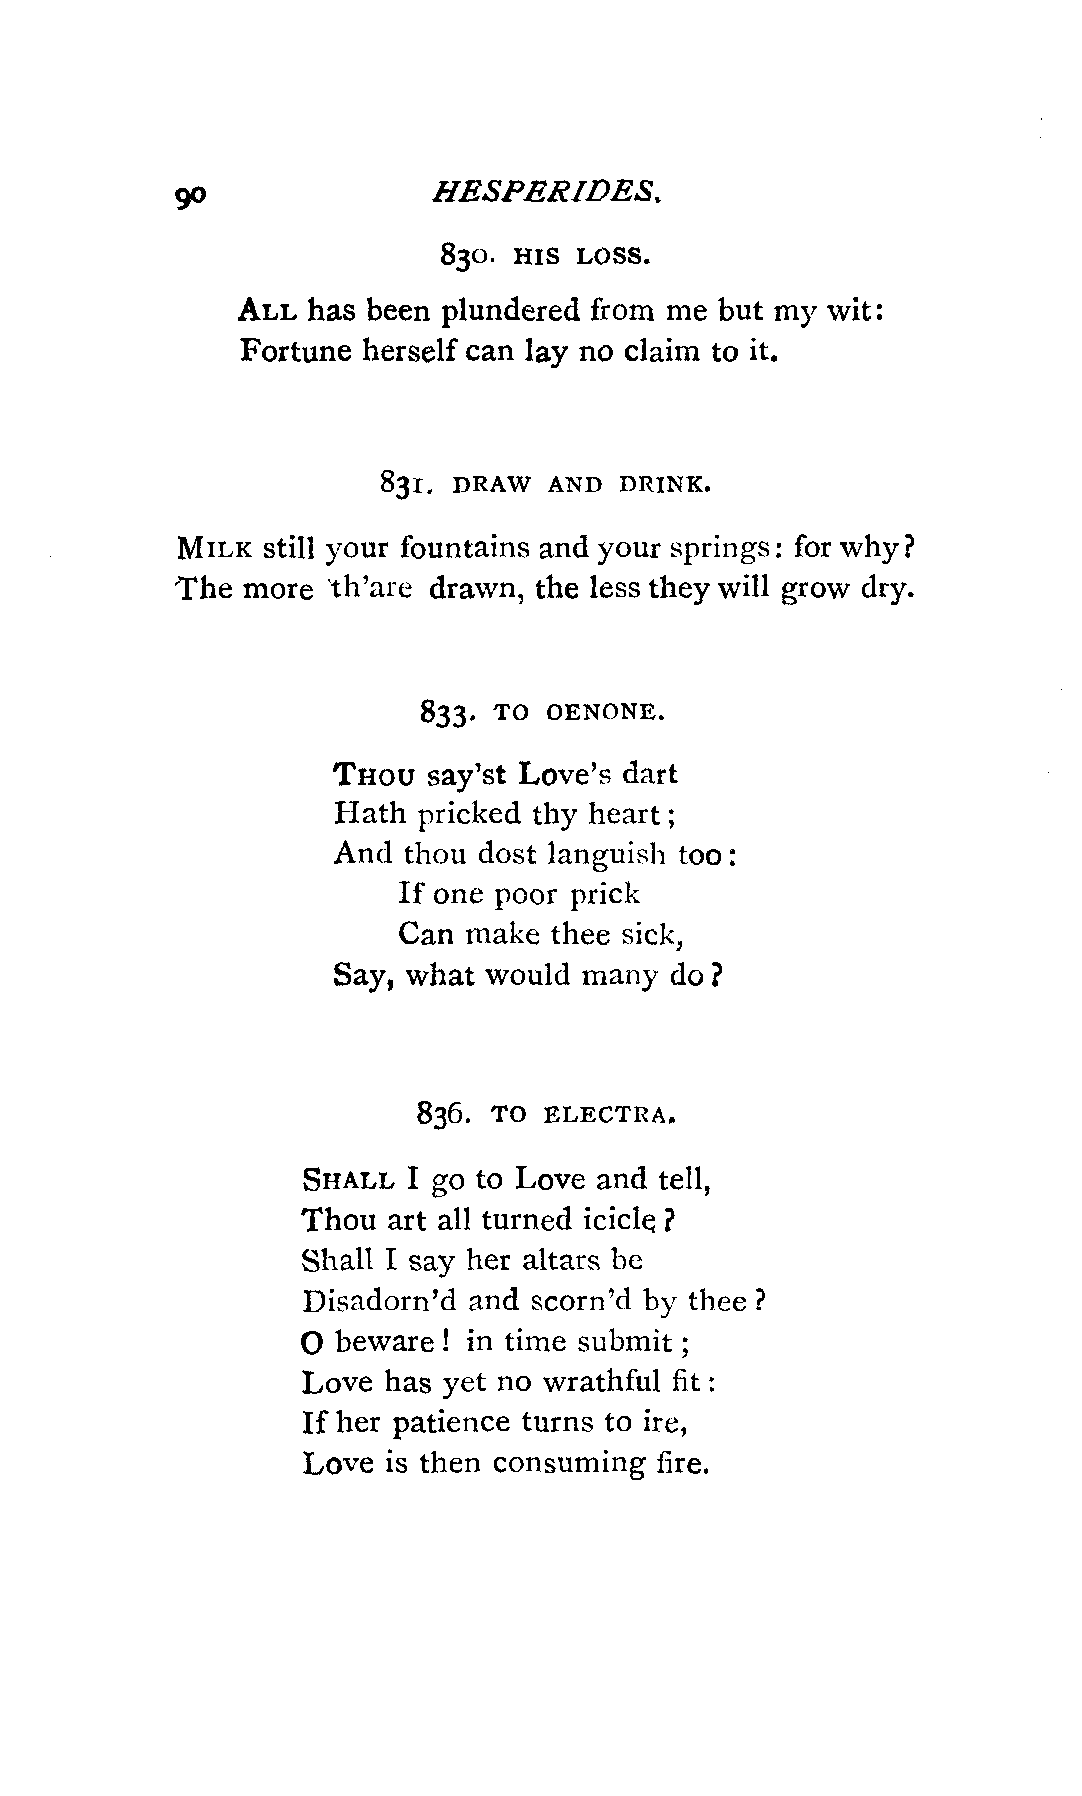 90 HESPERIDES.
830. HIS LOSS.
ALL has been plundered from me but my wit:
Fortune herself can lay no claim to it.
831. DRAW AND DRINK.
MILK still your fountains and your springs: for why?
The more th'are drawn, the less they will grow dry.
833. TO OENONE.
THOU say'st Love's dart
Hath pricked thy heart;
And thou dost languish too:
If one poor prick
Can make thee sick,
Say, what would many do?
836. TO ELECTRA.
SHALL I go to Love and tell,
Thou art all turned icicle?
Shall I say her altars be
Disadorn'd and scorn'd by thee?
O beware! in time submit;
Love has yet no wrathful fit:
If her patience turns to ire,
Love is then consuming fire.